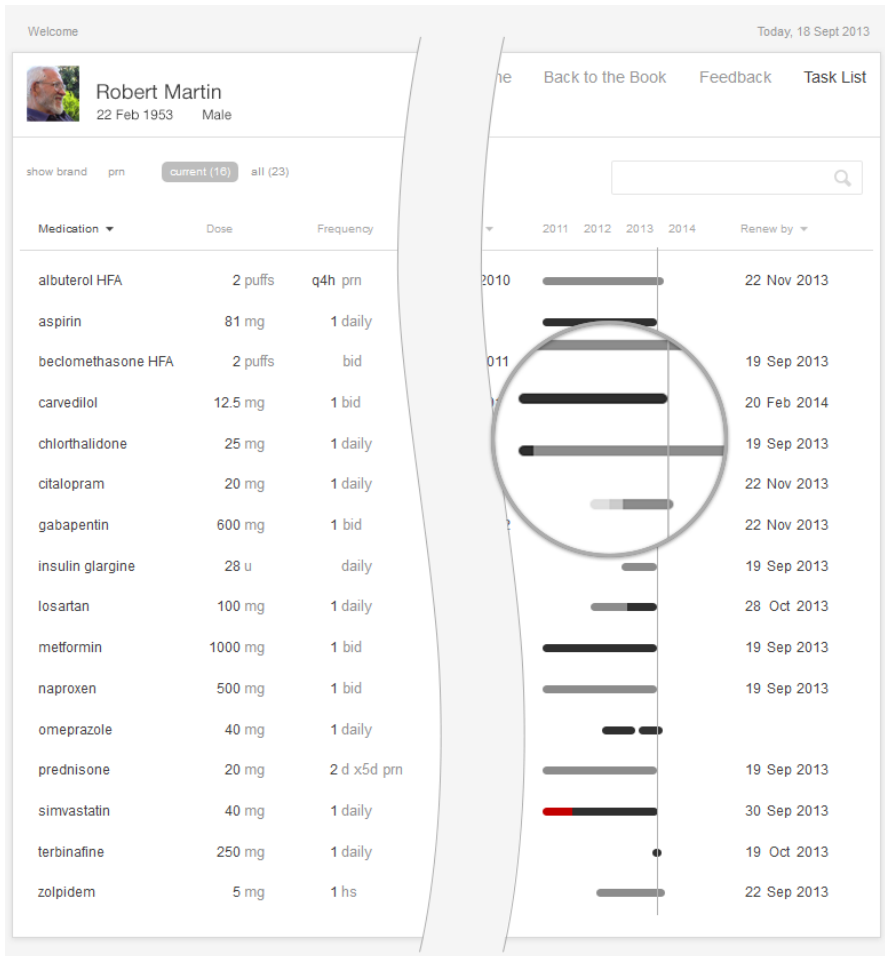 Welcome Today, 18 Sept 2013
Robert Martin
22 Feb 1953 Male
Back to the Book Feedback Task List
show brand prn current (16) all (23)
Medication Dose Frequency 2011 2012 2013 2014 Renew by
albuterol HFA 2 puffs q4h prn 2010 22 Nov 2013
aspirin 81 mg 1 daily
beclomethasone HFA 2 puffs bid 19 Sep 2013
carvedilol 12.5 mg 1 bid 20 Feb 2014
chlorthalidone 25 mg 1 daily 19 Sep 2013
citalopram 20 mg 1 daily 22 Nov 2013
gabapentin 600 mg 1 bid 22 Nov 2013
insulin glargine 28 u daily 19 Sep 2013
losartan 100 mg 1 daily 28 Oct 2013
metformin 1000 mg 1 bid 19 Sep 2013
naproxen 500 mg 1 bid 19 Sep 2013
omeprazole 40 mg 1 daily
prednisone 20 mg 2 d x5d prn 19 Sep 2013
simvastatin 40 mg 1 daily 30 Sep 2013
terbinafine 250 mg 1 daily 19 Oct 2013
zolpidem 5 mg 1 hs 22 Sep 2013